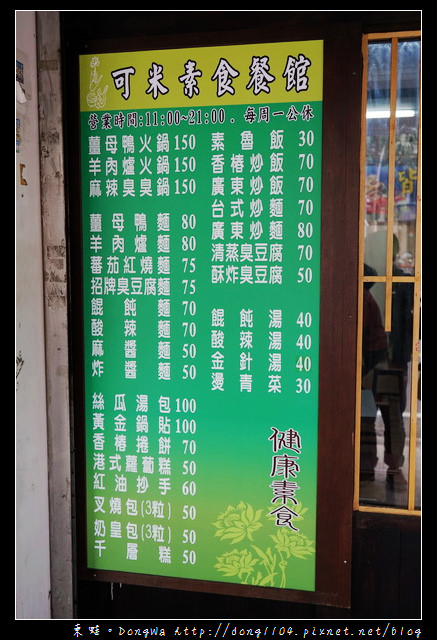 可米素食餐館
營業時間:11:00~21:00．每周一公休
薑母鴨火鍋 150
羊肉爐火鍋 150
麻辣臭臭鍋 150
薑母鴨麵 80
羊肉爐麵 80
蕃茄紅燒麵 75
招牌臭豆腐麵 75
餛飩麵 70
酸辣麵 70
麻醬麵 50
炸醬麵 50
絲瓜湯包 100
黃金鍋貼 100
香椿捲餅 70
港式蘿蔔糕 50
紅油抄手 60
叉燒包(3粒) 50
奶皇包(3粒) 50
千層糕 50
素魯飯 30
香椿炒飯 70
廣東炒飯 70
台式炒麵 70
廣東炒麵 80
清蒸臭豆腐 70
酥炸臭豆腐 50
餛飩湯 40
酸辣湯 40
金針湯 40
燙青菜 30
健康素食
東蛙。DongWa http://dong1104.pixnet.net/blog